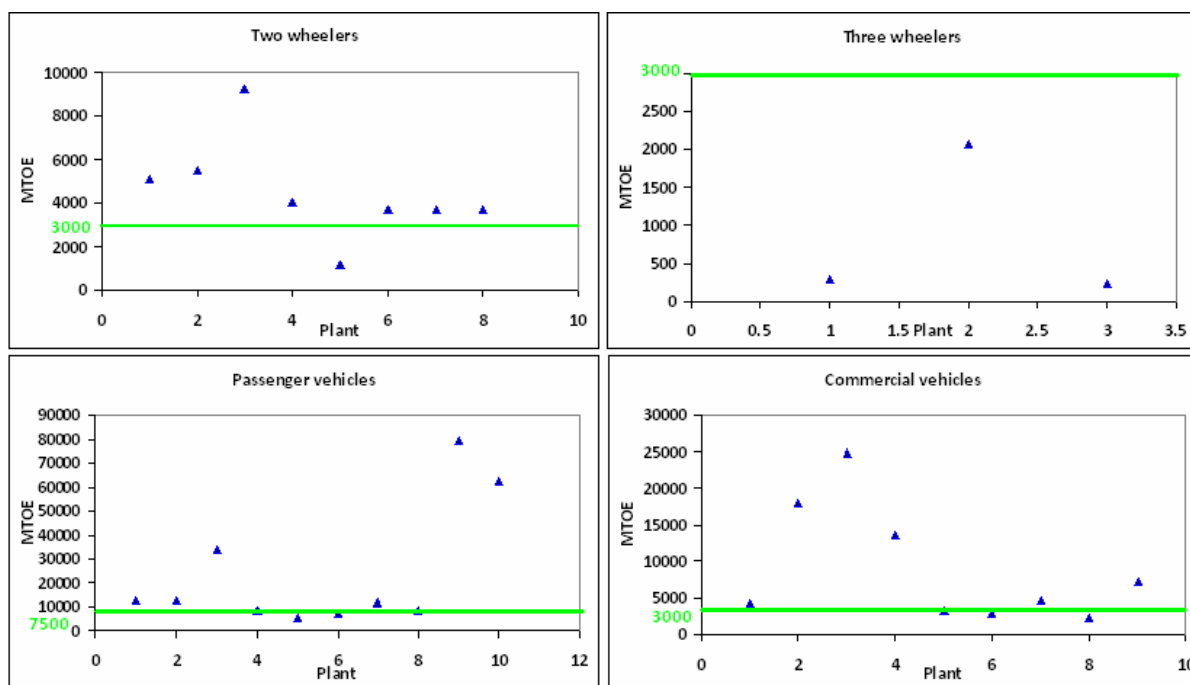 Two wheelers
10000
8000
6000
4000
3000
2000
0
MTOE
0 2 4 6 8 10
Plant
Three wheelers
3000
2500
2000
1500
1000
500
0
MTOE
0 0.5 1 1.5 2 2.5 3 3.5
Plant
Passenger vehicles
90000
80000
70000
60000
50000
40000
30000
20000
10000
7500
0
MTOE
0 2 4 6 8 10 12
Plant
Commercial vehicles
30000
25000
20000
15000
10000
5000
3000
0
MTOE
0 2 4 6 8 10
Plant